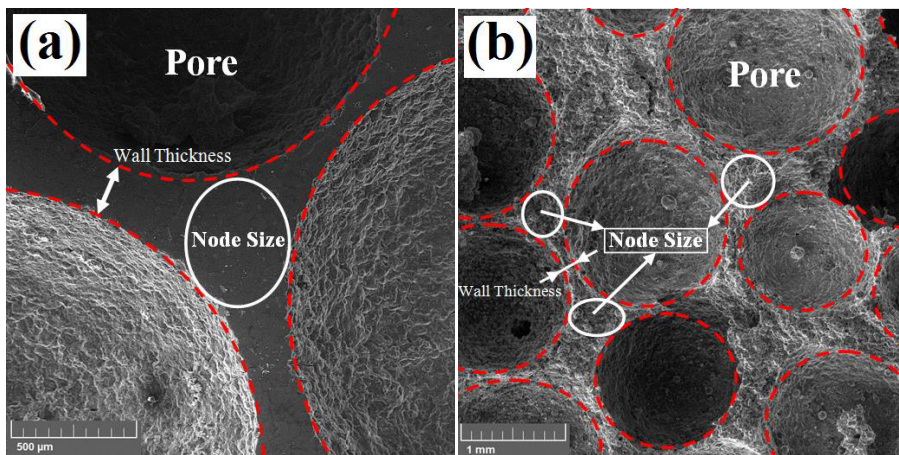 (a)
Pore
Wall Thickness
Node Size
500 µm
(b)
Pore
Node Size
Wall Thickness
1 mm